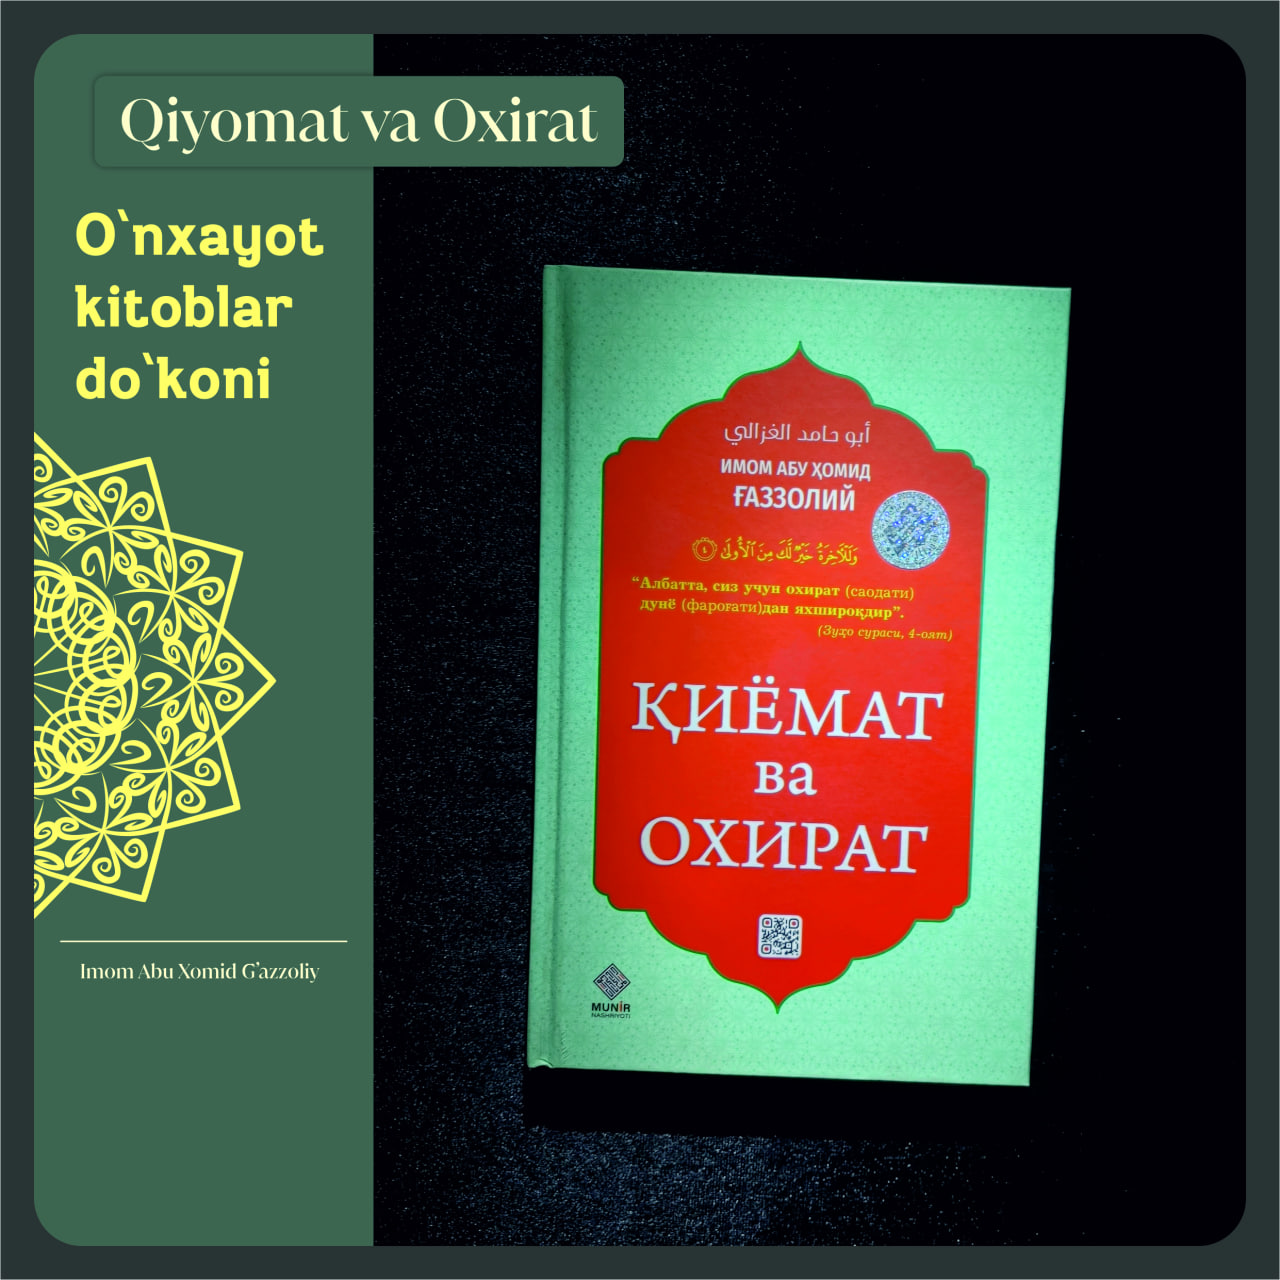 Qiyomat va Oxirat
O`nxayot
kitoblar
do`koni
Imom Abu Xomid G'azzoliy
أبو حامد الغزالي
ИМОМ АБУ ҲОМИД
ҒАЗЗОЛИЙ
وَلَلْآخِرَةُ خَيْرٌ لَّكَ مِنَ الْأُولَىٰ ٤
“Албатта, сиз учун охират (саодати)
дунё (фароғати)дан яхшироқдир”.
(Зуҳо сураси, 4-оят)
ҚИЁМАТ
ва
ОХИРАТ
MUNIR
NASHRIYOTI